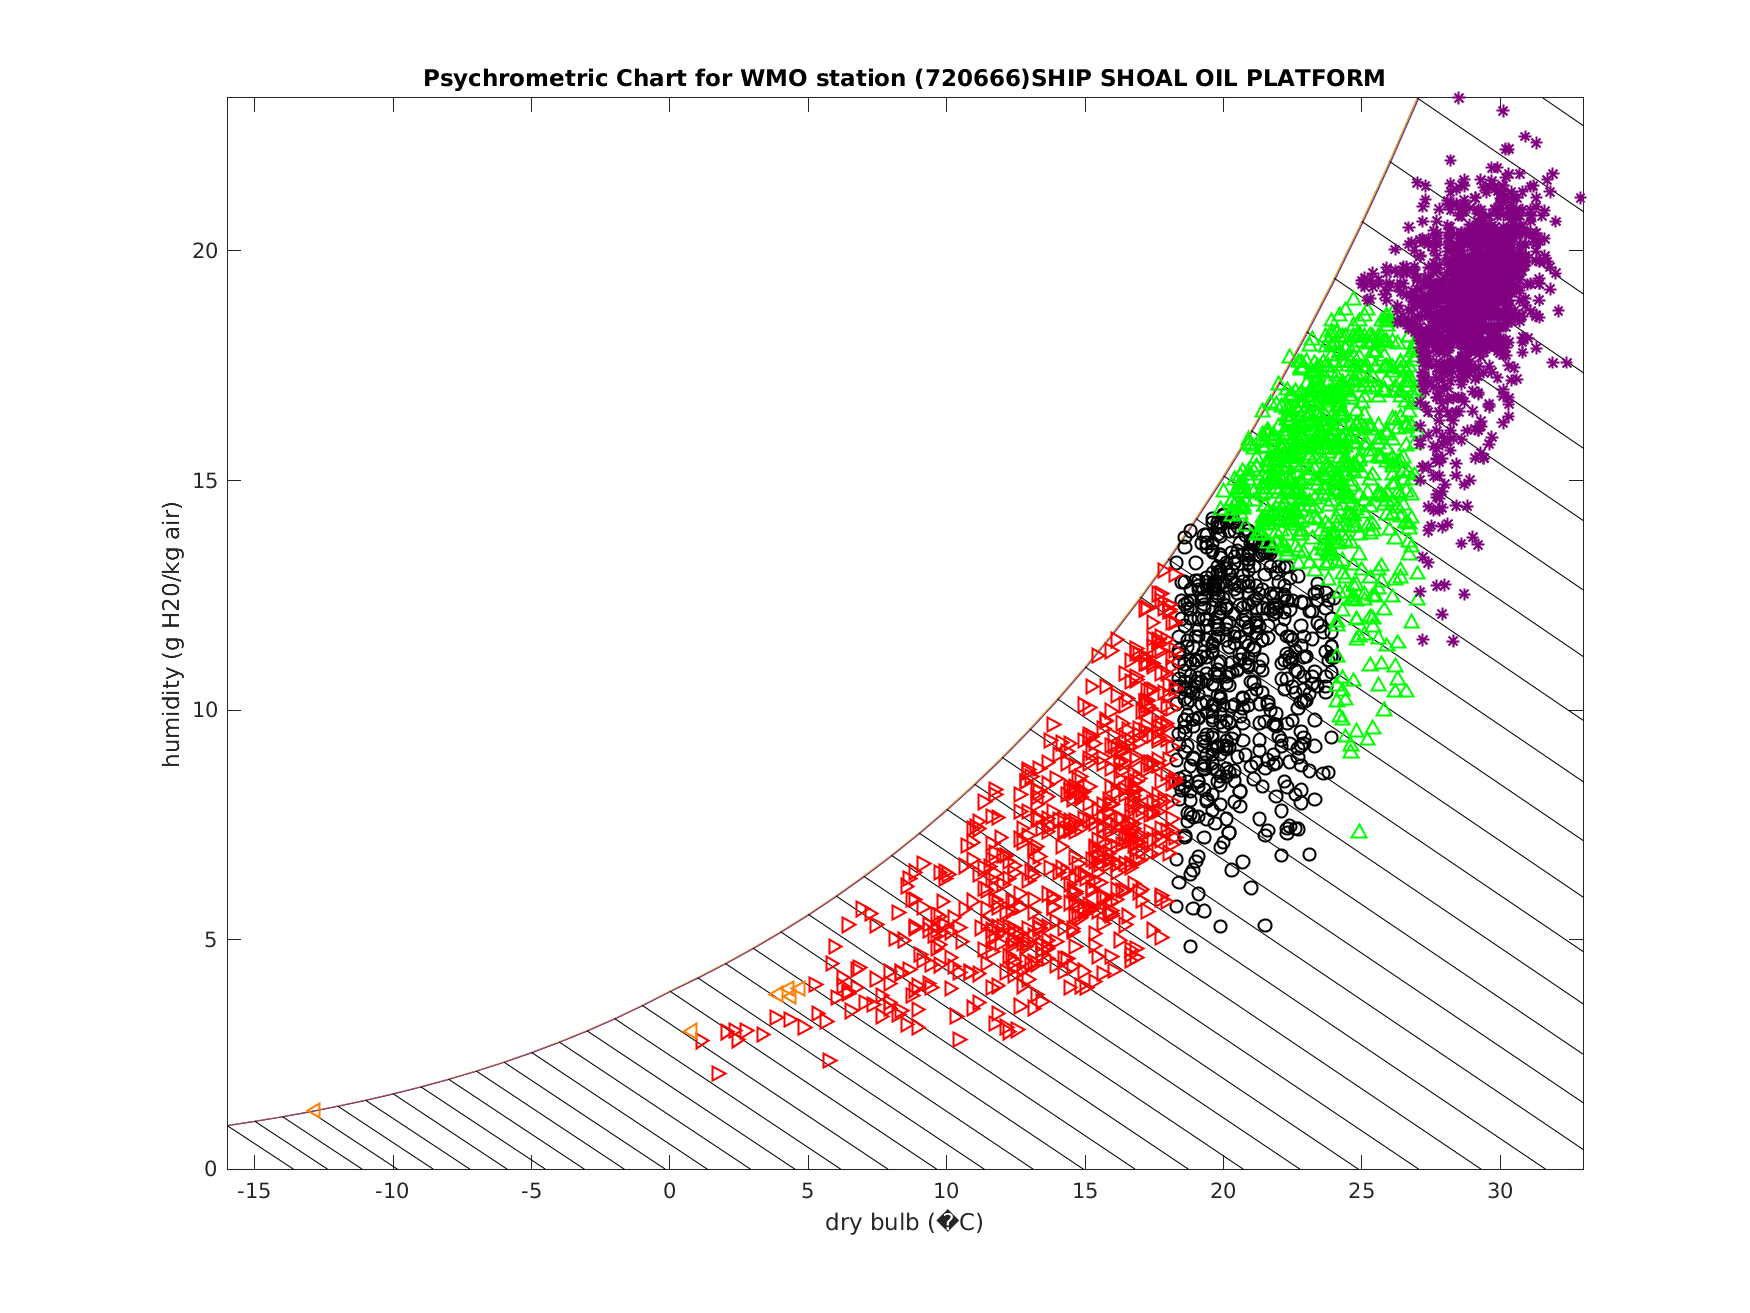 Psychrometric Chart for WMO station (720666)SHIP SHOAL OIL PLATFORM
humidity (g H20/kg air)
20
15
10
5
0
-15 -10 -5 0 5 10 15 20 25 30
dry bulb (�C)